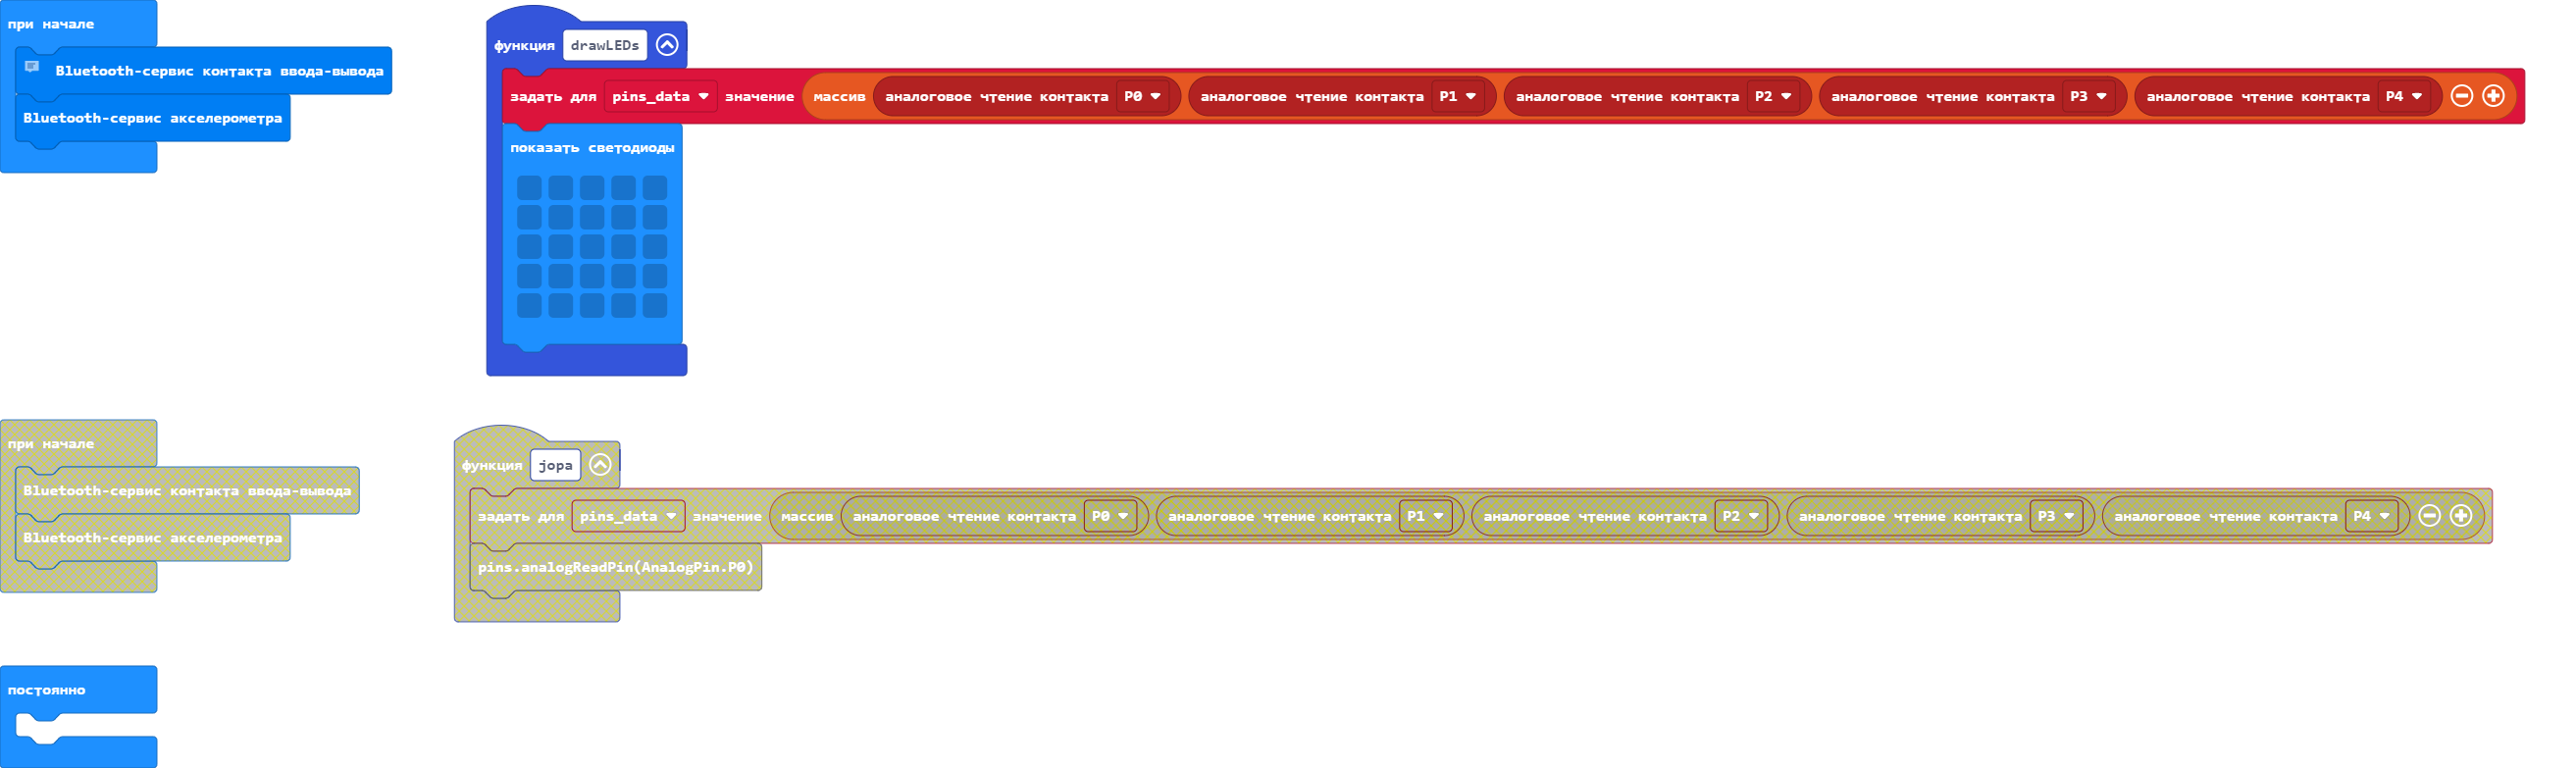 при начале
Bluetooth-сервис контакта ввода-вывода
Bluetooth-сервис акселерометра
функция drawLEDs
задать для pins_data значение массив аналоговое чтение контакта P0 аналоговое чтение контакта P1 аналоговое чтение контакта P2 аналоговое чтение контакта P3 аналоговое чтение контакта P4
показать светодиоды
при начале
Bluetooth-сервис контакта ввода-вывода
Bluetooth-сервис акселерометра
функция jopa
задать для pins_data значение массив аналоговое чтение контакта P0 аналоговое чтение контакта P1 аналоговое чтение контакта P2 аналоговое чтение контакта P3 аналоговое чтение контакта P4
pins.analogReadPin(AnalogPin.P0)
постоянно